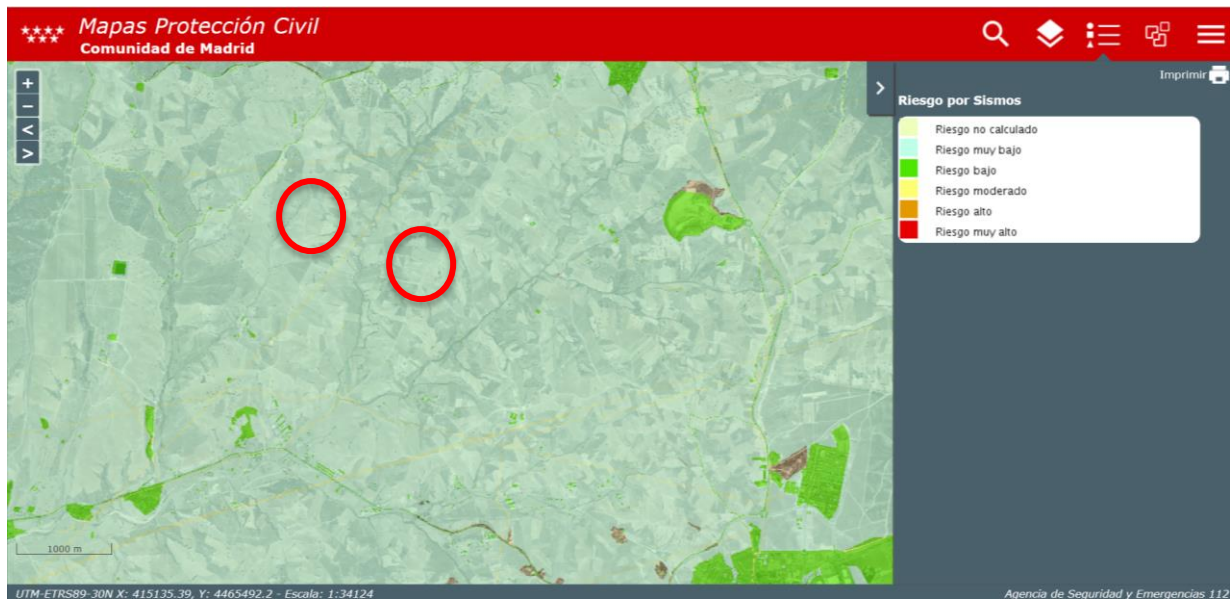 Mapas Protección Civil
Comunidad de Madrid
Imprimir
Riesgo por Sismos
Riesgo no calculado
Riesgo muy bajo
Riesgo bajo
Riesgo moderado
Riesgo alto
Riesgo muy alto
+
−
<
>
>
1000 m
UTM-ETRS89-30N X: 415135.39, Y: 4465492.2 - Escala: 1:34124
Agencia de Seguridad y Emergencias 112